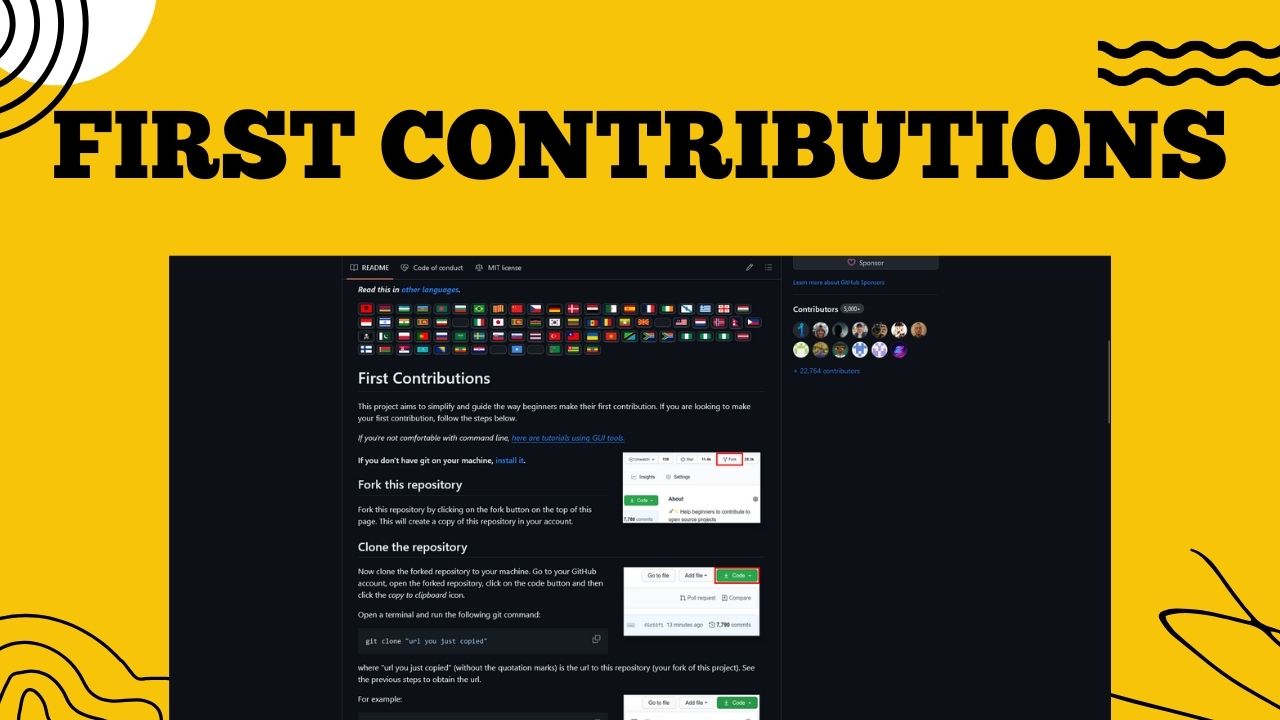 FIRST CONTRIBUTIONS
README
Code of conduct
MIT license
Read this in other languages.
First Contributions
This project aims to simplify and guide the way beginners make their first contribution. If you are looking to make
your first contribution, follow the steps below.
If you're not comfortable with command line, here are tutorials using GUI tools.
If you don't have git on your machine, install it.
Fork this repository
Fork this repository by clicking on the fork button on the top of this
page. This will create a copy of this repository in your account.
Unwatch
Star 11.4k
Fork
Insights
Settings
Code
About
7,788 commits
Help beginners to contribute to
open source projects
Clone the repository
Now clone the forked repository to your machine. Go to your GitHub
account, open the forked repository, click on the code button and then
click the copy to clipboard icon.
Open a terminal and run the following git command:
git clone "url you just copied"
Go to file
Add file
Code
Pull request
Compare
13 minutes ago
7,790 commits
where "url you just copied" (without the quotation marks) is the url to this repository (your fork of this project). See
the previous steps to obtain the url.
For example:
Go to file
Add file
Code
Sponsor
Learn more about GitHub Sponsors
Contributors 5,000+
+ 22,764 contributors